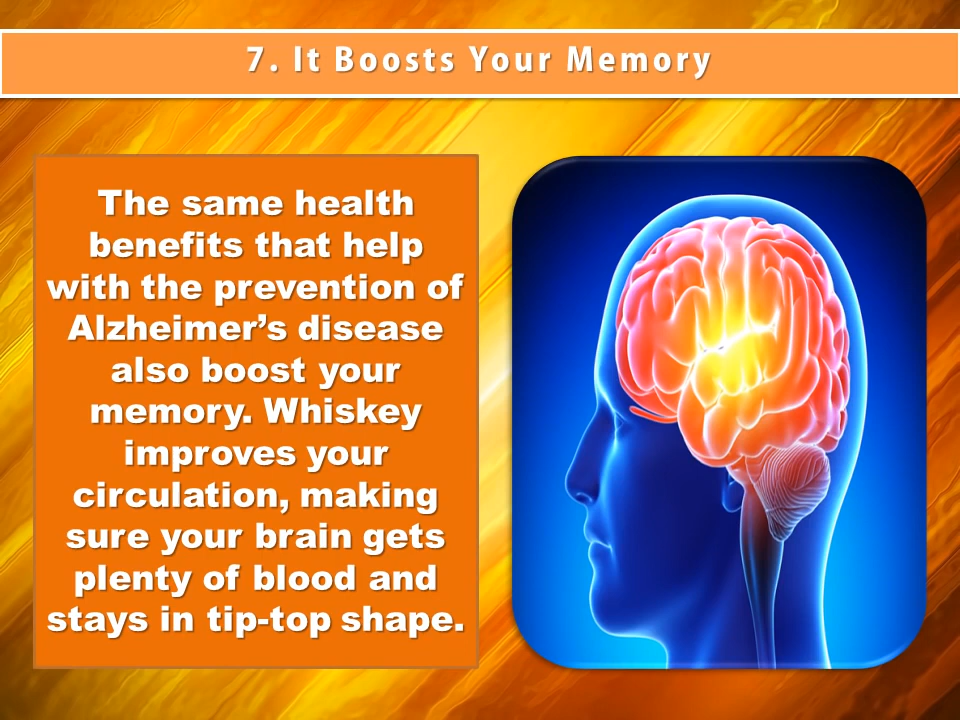 7. It Boosts Your Memory
The same health
benefits that help
with the prevention of
Alzheimer’s disease
also boost your
memory. Whiskey
improves your
circulation, making
sure your brain gets
plenty of blood and
stays in tip-top shape.